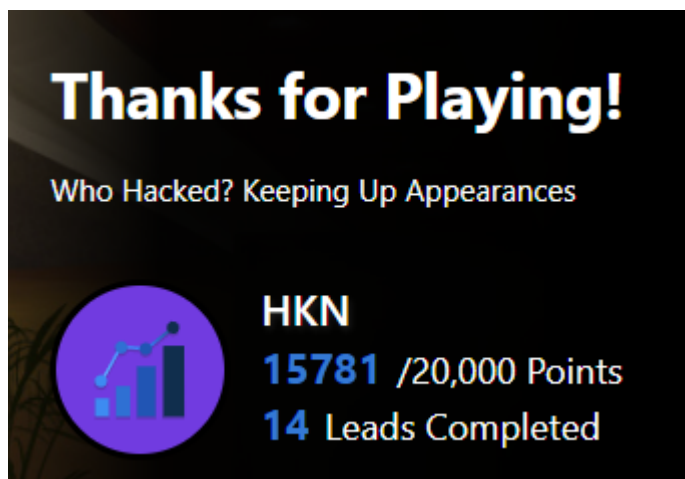 Thanks for Playing!
Who Hacked? Keeping Up Appearances
HKN
15781 /20,000 Points
14 Leads Completed